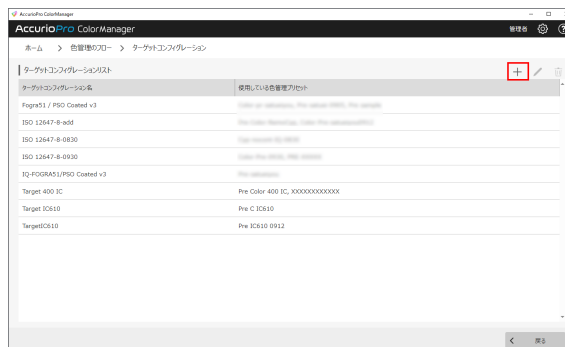 AccurioPro ColorManager
AccurioPro ColorManager 管理者
ホーム > 色管理のフロー > ターゲットコンフィグレーション
ターゲットコンフィグレーションリスト
ターゲットコンフィグレーション名 使用している色管理プリセット
Fogra51 / PSO Coated v3
ISO 12647-8-add
ISO 12647-8-0830
ISO 12647-8-0930
IQ-FOGRA51/PSO Coated v3
Target 400 IC Pre Color 400 IC, XXXXXXXXXXXX
Target IC610 Pre C IC610
TargetIC610 Pre IC610 0912
戻る